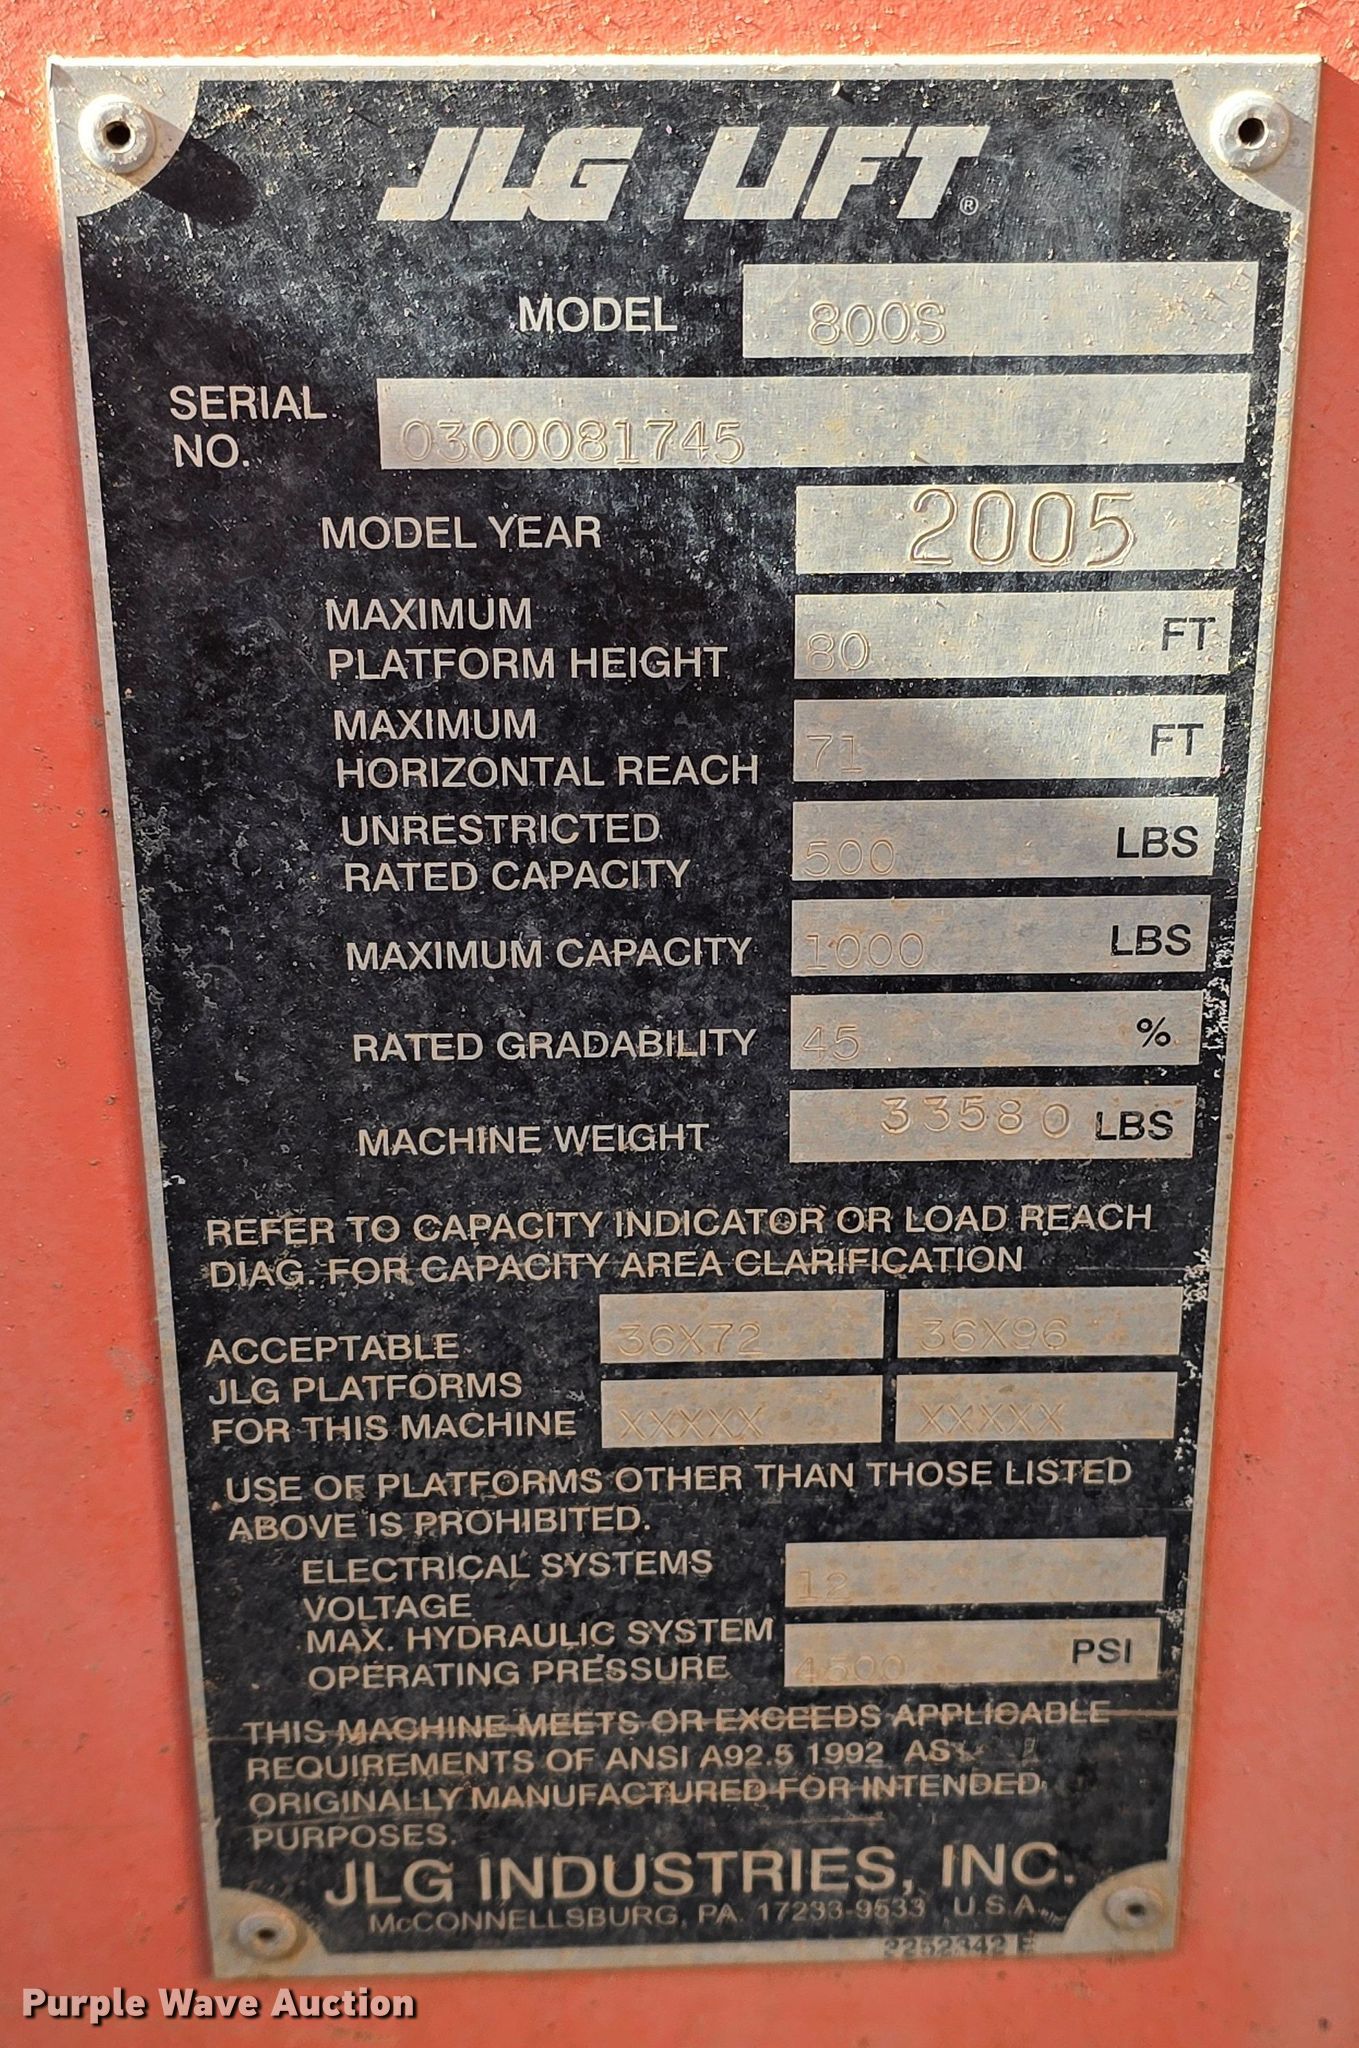 JLG LIFT®
MODEL 800S
SERIAL NO. 0300081745
MODEL YEAR 2005
MAXIMUM
PLATFORM HEIGHT 80 FT
MAXIMUM
HORIZONTAL REACH 71 FT
UNRESTRICTED
RATED CAPACITY 500 LBS
MAXIMUM CAPACITY 1000 LBS
RATED GRADABILITY 45 %
MACHINE WEIGHT 33580 LBS
REFER TO CAPACITY INDICATOR OR LOAD REACH
DIAG. FOR CAPACITY AREA CLARIFICATION
ACCEPTABLE 36X72 36X96
JLG PLATFORMS
FOR THIS MACHINE XXXXX XXXXX
USE OF PLATFORMS OTHER THAN THOSE LISTED
ABOVE IS PROHIBITED.
ELECTRICAL SYSTEMS
VOLTAGE 12
MAX. HYDRAULIC SYSTEM
OPERATING PRESSURE 4500 PSI
THIS MACHINE MEETS OR EXCEEDS APPLICABLE
REQUIREMENTS OF ANSI A92.5 1992 AS
ORIGINALLY MANUFACTURED FOR INTENDED
PURPOSES.
JLG INDUSTRIES, INC.
McCONNELLSBURG, PA. 17233-9533 U.S.A.
2252342 E
Purple Wave Auction